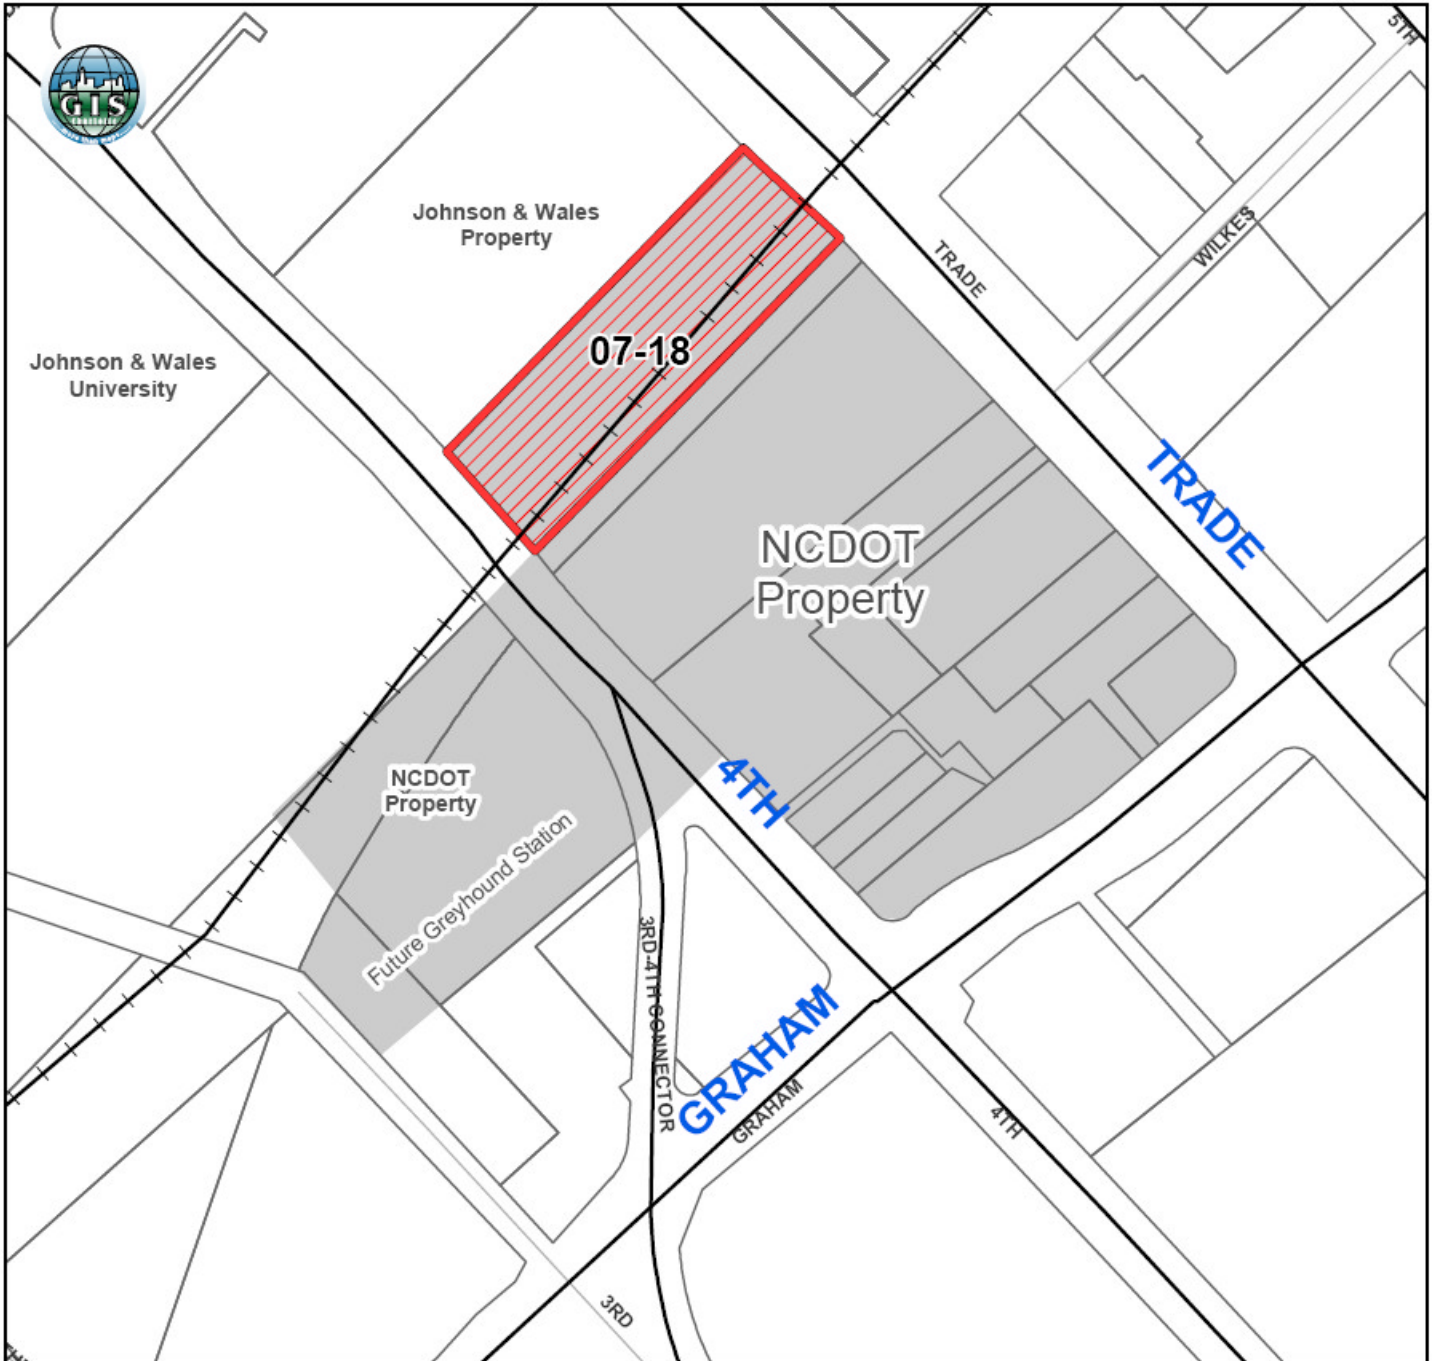 5TH
GIS
Johnson & Wales
Property
WILKES
TRADE
07-18
Johnson & Wales
University
TRADE
NCDOT
Property
4TH
NCDOT
Property
Future Greyhound Station
3RD-4TH CONNECTOR
GRAHAM
GRAHAM
4TH
3RD